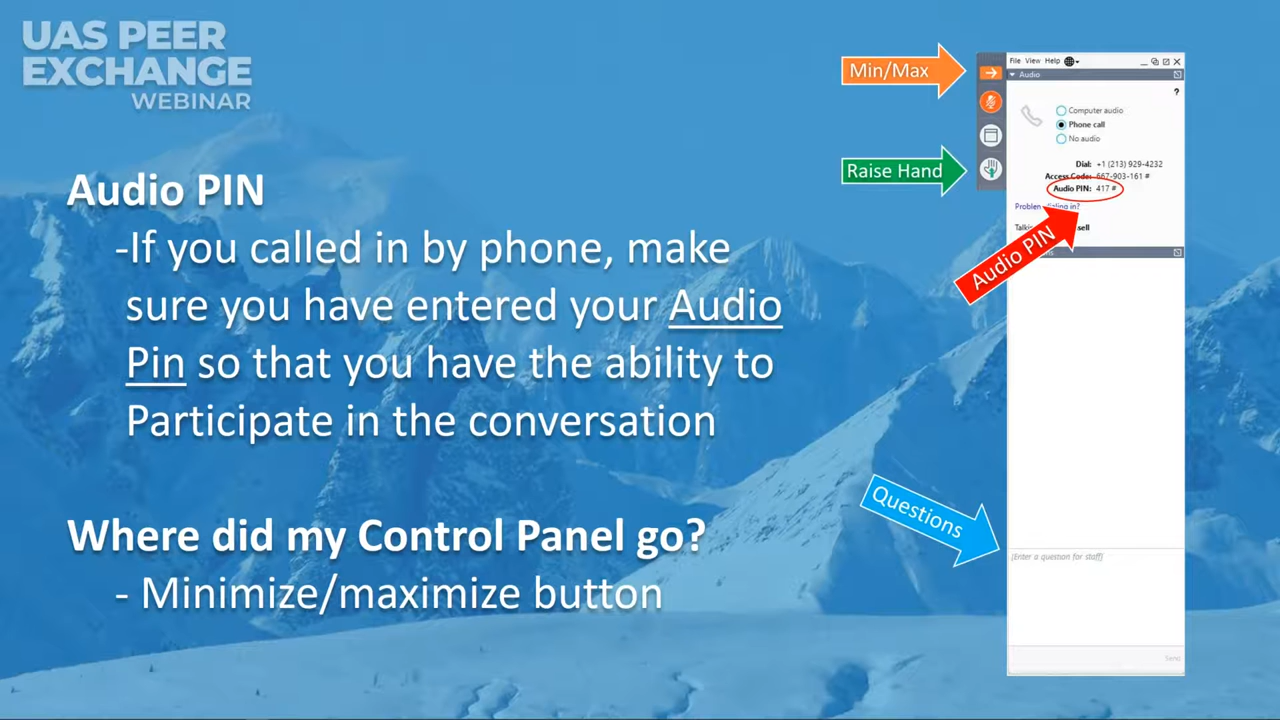 UAS PEER
EXCHANGE
WEBINAR
Audio PIN
-If you called in by phone, make
sure you have entered your Audio
Pin so that you have the ability to
Participate in the conversation
Where did my Control Panel go?
- Minimize/maximize button
Min/Max
Raise Hand
Audio PIN
Questions
File View Help
Audio
?
Computer audio
Phone call
No audio
Dial: +1 (213) 929-4232
Access Code: 667-903-161 #
Audio PIN: 417 #
[Enter a question for staff]
Send